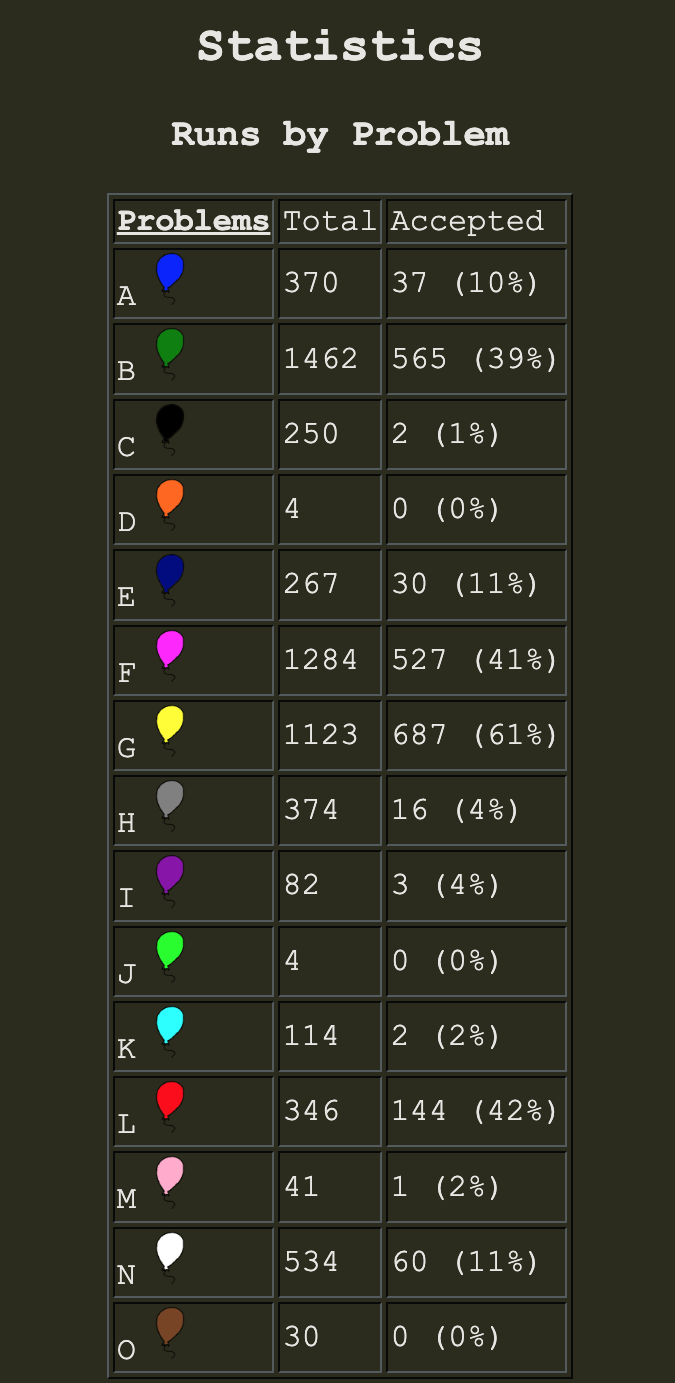 Statistics
Runs by Problem
Problems Total Accepted
A 370 37 (10%)
B 1462 565 (39%)
C 250 2 (1%)
D 4 0 (0%)
E 267 30 (11%)
F 1284 527 (41%)
G 1123 687 (61%)
H 374 16 (4%)
I 82 3 (4%)
J 4 0 (0%)
K 114 2 (2%)
L 346 144 (42%)
M 41 1 (2%)
N 534 60 (11%)
O 30 0 (0%)